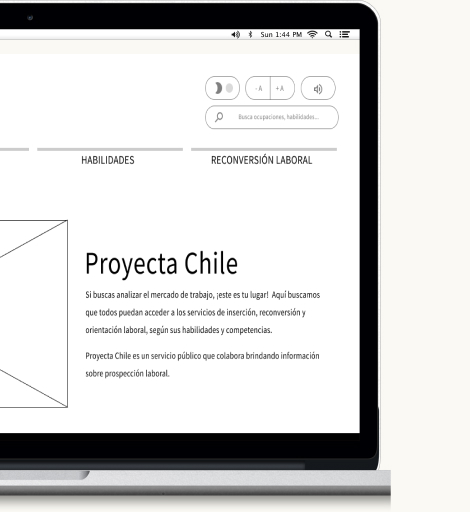 Sun 1:44 PM
- A
+ A
Busca ocupaciones, habilidades...
HABILIDADES
RECONVERSIÓN LABORAL
Proyecta Chile
Si buscas analizar el mercado de trabajo, ¡este es tu lugar! Aquí buscamos
que todos puedan acceder a los servicios de inserción, reconversión y
orientación laboral, según sus habilidades y competencias.
Proyecta Chile es un servicio público que colabora brindando información
sobre prospección laboral.